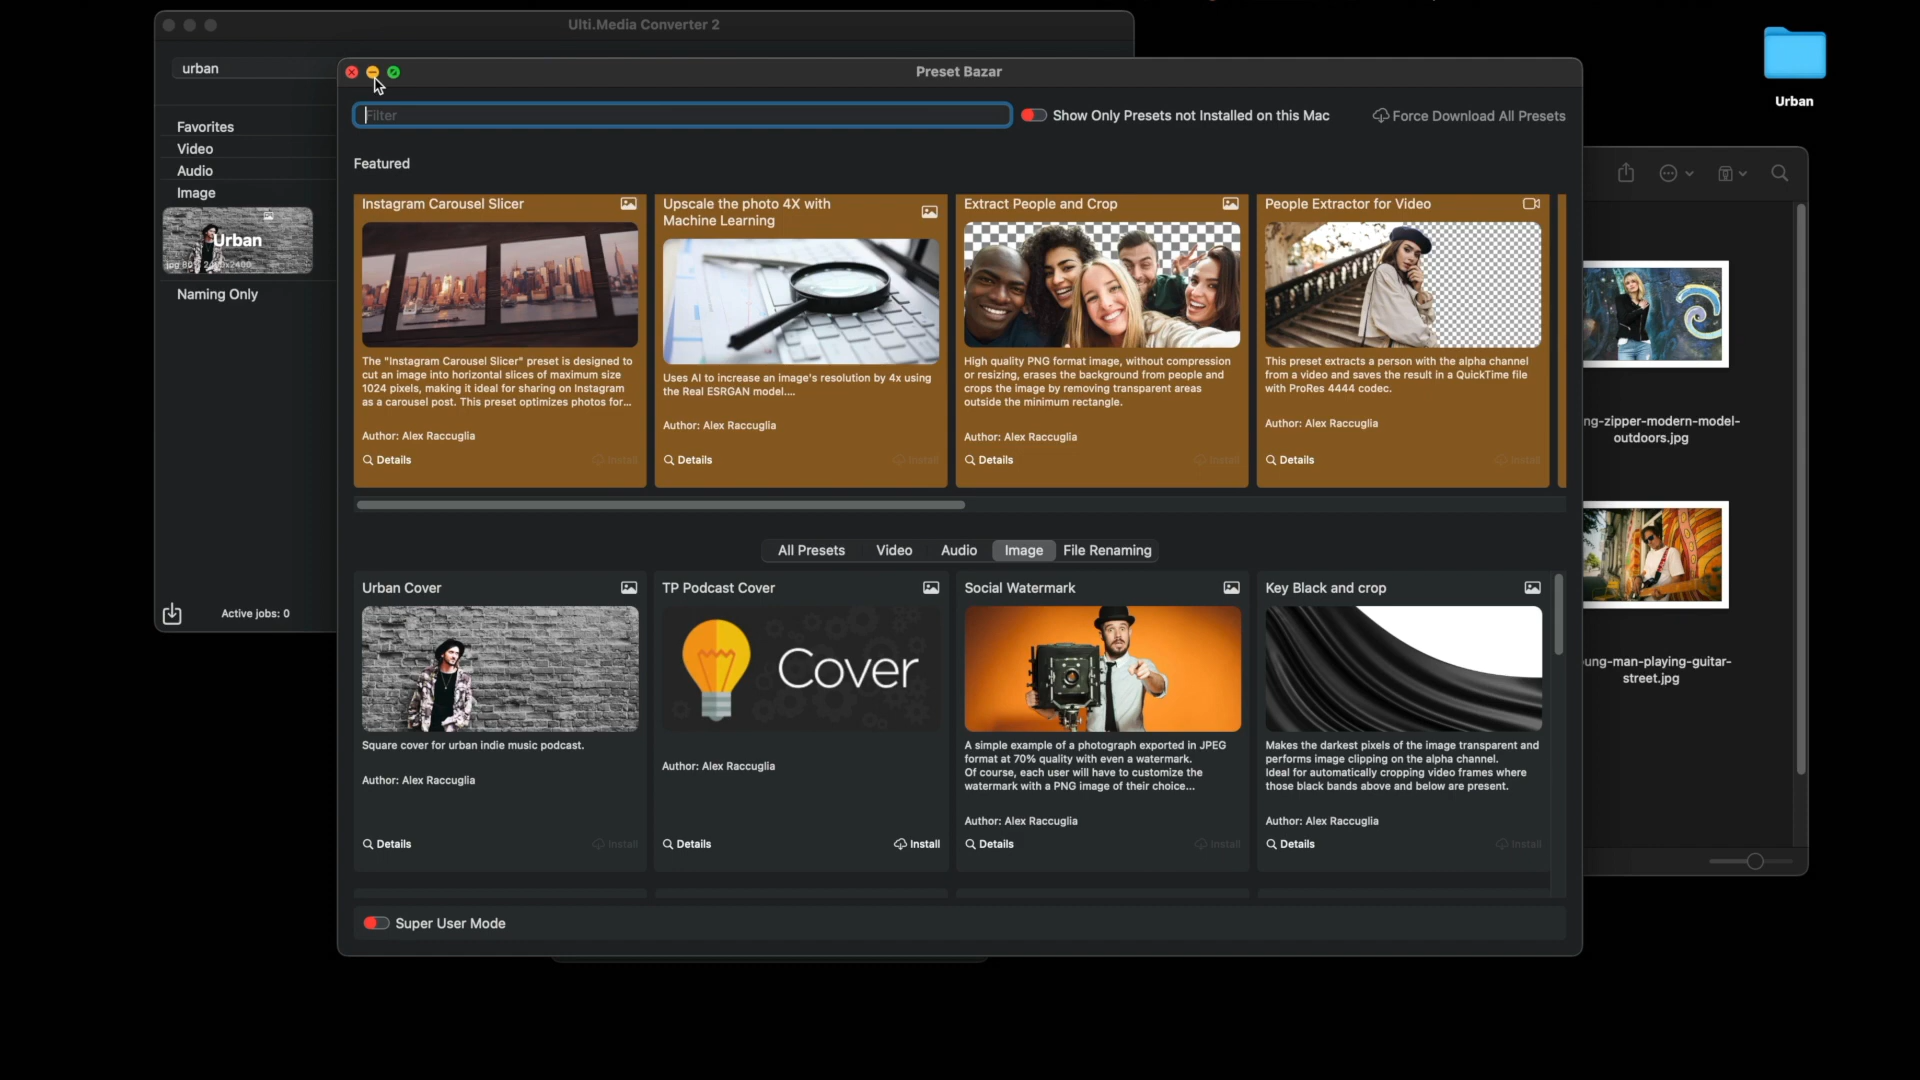 Ulti.Media Converter 2
urban
Favorites
Video
Audio
Image
Urban
Naming Only
Active jobs: 0
Preset Bazar
Filter
Show Only Presets not Installed on this Mac
Force Download All Presets
Featured
Instagram Carousel Slicer
The "Instagram Carousel Slicer" preset is designed to
cut an image into horizontal slices of maximum size
1024 pixels, making it ideal for sharing on Instagram
as a carousel post. This preset optimizes photos for...
Author: Alex Raccuglia
Details
Install
Upscale the photo 4X with
Machine Learning
Uses AI to increase an image's resolution by 4x using
the Real ESRGAN model....
Author: Alex Raccuglia
Details
Install
Extract People and Crop
High quality PNG format image, without compression
or resizing, erases the background from people and
crops the image by removing transparent areas
outside the minimum rectangle.
Author: Alex Raccuglia
Details
Install
People Extractor for Video
This preset extracts a person with the alpha channel
from a video and saves the result in a QuickTime file
with ProRes 4444 codec.
Author: Alex Raccuglia
Details
Install
All Presets
Video
Audio
Image
File Renaming
Urban Cover
Square cover for urban indie music podcast.
Author: Alex Raccuglia
Details
Install
TP Podcast Cover
Cover
Author: Alex Raccuglia
Details
Install
Social Watermark
A simple example of a photograph exported in JPEG
format at 70% quality with even a watermark.
Of course, each user will have to customize the
watermark with a PNG image of their choice...
Author: Alex Raccuglia
Details
Install
Key Black and crop
Makes the darkest pixels of the image transparent and
performs image clipping on the alpha channel.
Ideal for automatically cropping video frames where
those black bands above and below are present.
Author: Alex Raccuglia
Details
Install
Super User Mode
Urban
ng-zipper-modern-model-
outdoors.jpg
ung-man-playing-guitar-
street.jpg